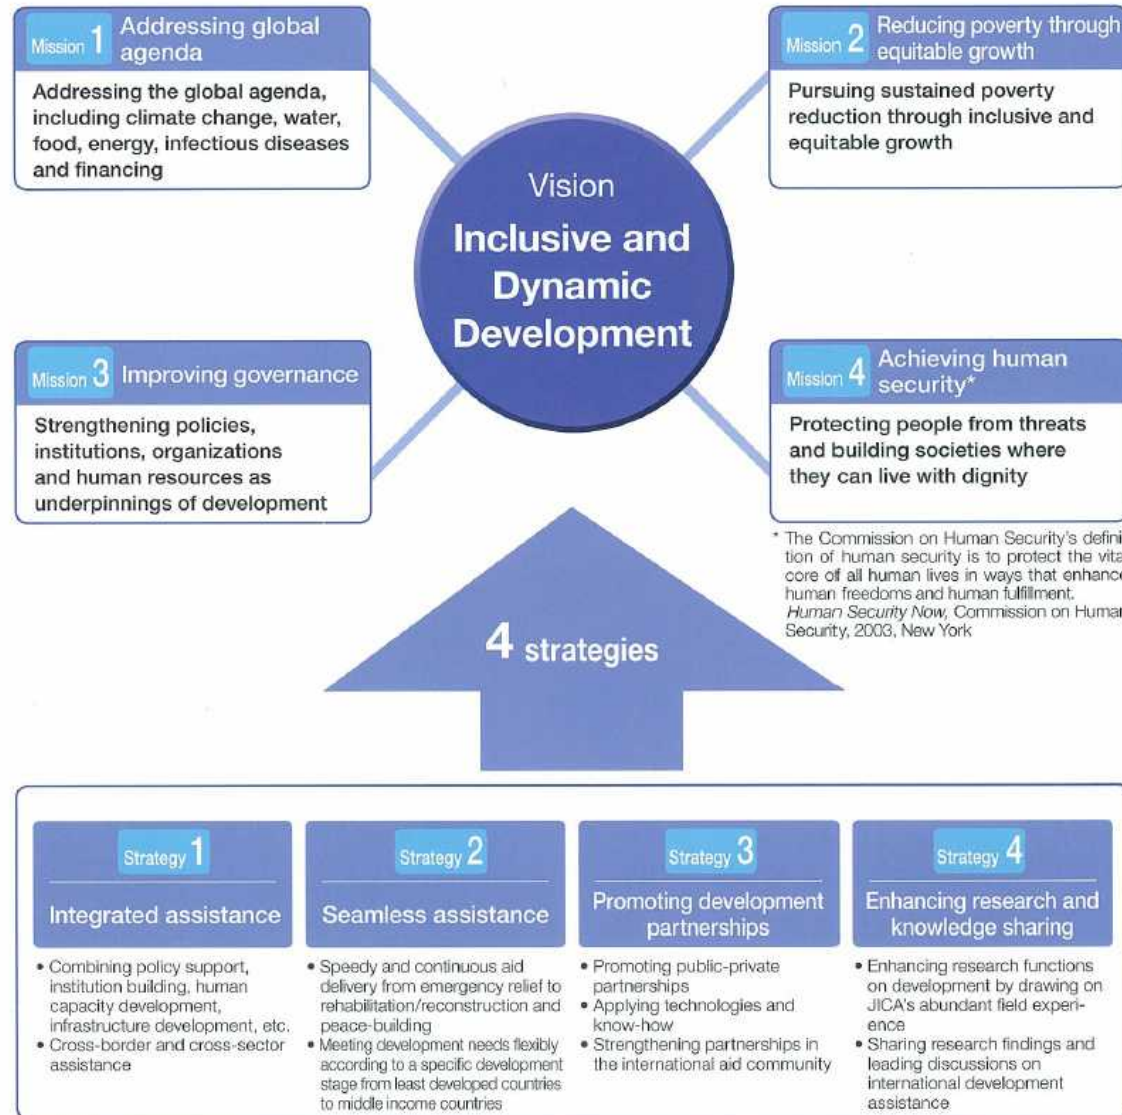 Mission 1 Addressing global
agenda
Addressing the global agenda,
including climate change, water,
food, energy, infectious diseases
and financing
Mission 2 Reducing poverty through
equitable growth
Pursuing sustained poverty
reduction through inclusive and
equitable growth
Vision
Inclusive and
Dynamic
Development
Mission 3 Improving governance
Strengthening policies,
institutions, organizations
and human resources as
underpinnings of development
Mission 4 Achieving human
security*
Protecting people from threats
and building societies where
they can live with dignity
* The Commission on Human Security's defini-
tion of human security is to protect the vita
core of all human lives in ways that enhance
human freedoms and human fulfillment.
Human Security Now, Commission on Human
Security, 2003, New York
4 strategies
Strategy 1
Integrated assistance
• Combining policy support,
institution building, human
capacity development,
infrastructure development, etc.
• Cross-border and cross-sector
assistance
Strategy 2
Seamless assistance
• Speedy and continuous aid
delivery from emergency relief to
rehabilitation/reconstruction and
peace-building
• Meeting development needs flexibly
according to a specific development
stage from least developed countries
to middle income countries
Strategy 3
Promoting development
partnerships
• Promoting public-private
partnerships
• Applying technologies and
know-how
• Strengthening partnerships in
the international aid community
Strategy 4
Enhancing research and
knowledge sharing
• Enhancing research functions
on development by drawing on
JICA's abundant field experi-
ence
• Sharing research findings and
leading discussions on
international development
assistance